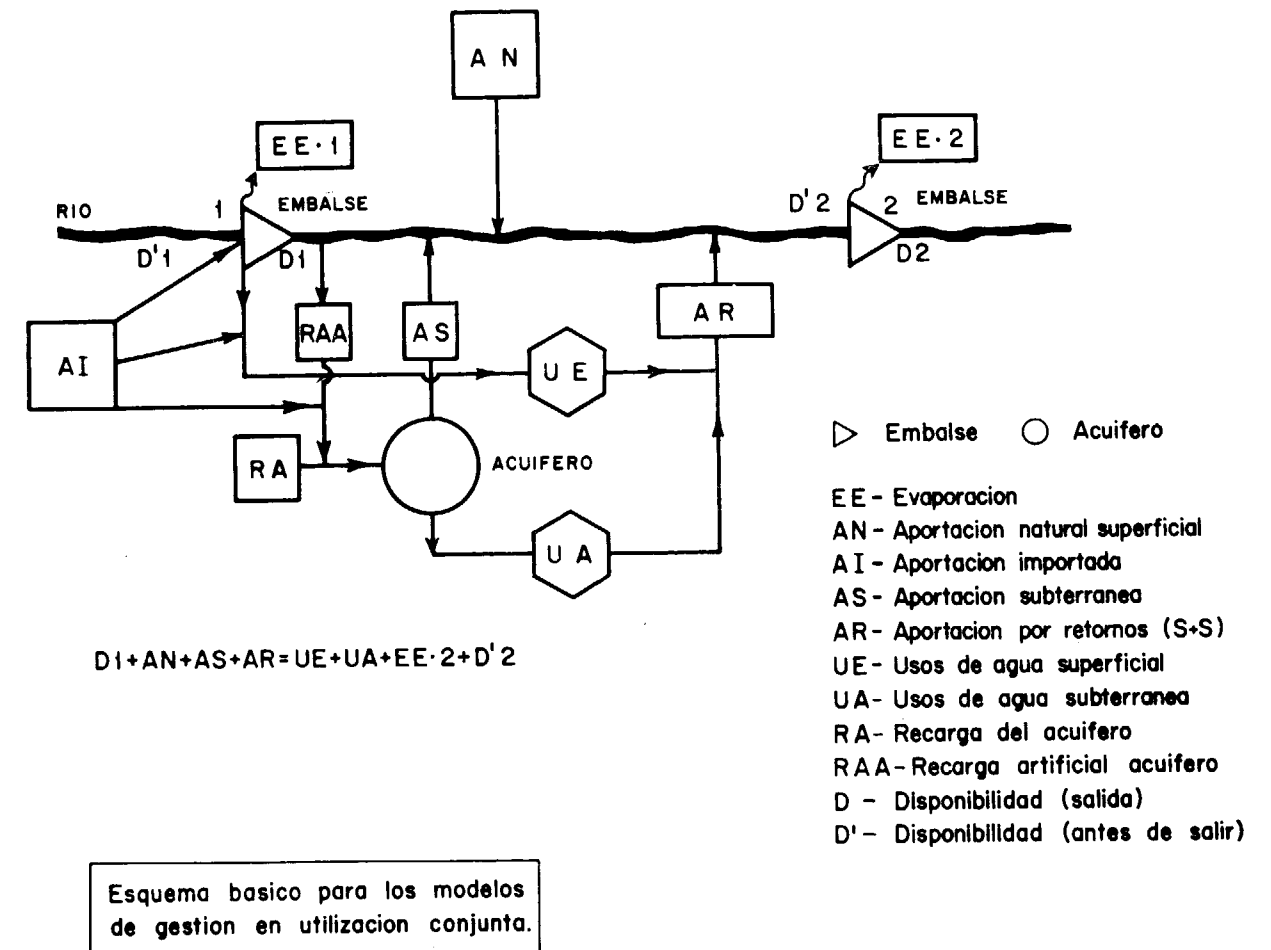 A N
EE·1
EE·2
RIO
1
EMBALSE
D'2
2
EMBALSE
D'1
D1
D2
AI
RAA
AS
AR
U E
RA
ACUIFERO
U A
Embalse
Acuifero
EE- Evaporacion
AN- Aportacion natural superficial
AI- Aportacion importada
AS- Aportacion subterranea
AR- Aportacion por retornos (S+S)
UE- Usos de agua superficial
UA- Usos de agua subterranea
RA- Recarga del acuifero
RAA- Recarga artificial acuifero
D - Disponibilidad (salida)
D'- Disponibilidad (antes de salir)
D1+AN+AS+AR=UE+UA+EE·2+D'2
Esquema basico para los modelos
de gestion en utilizacion conjunta.